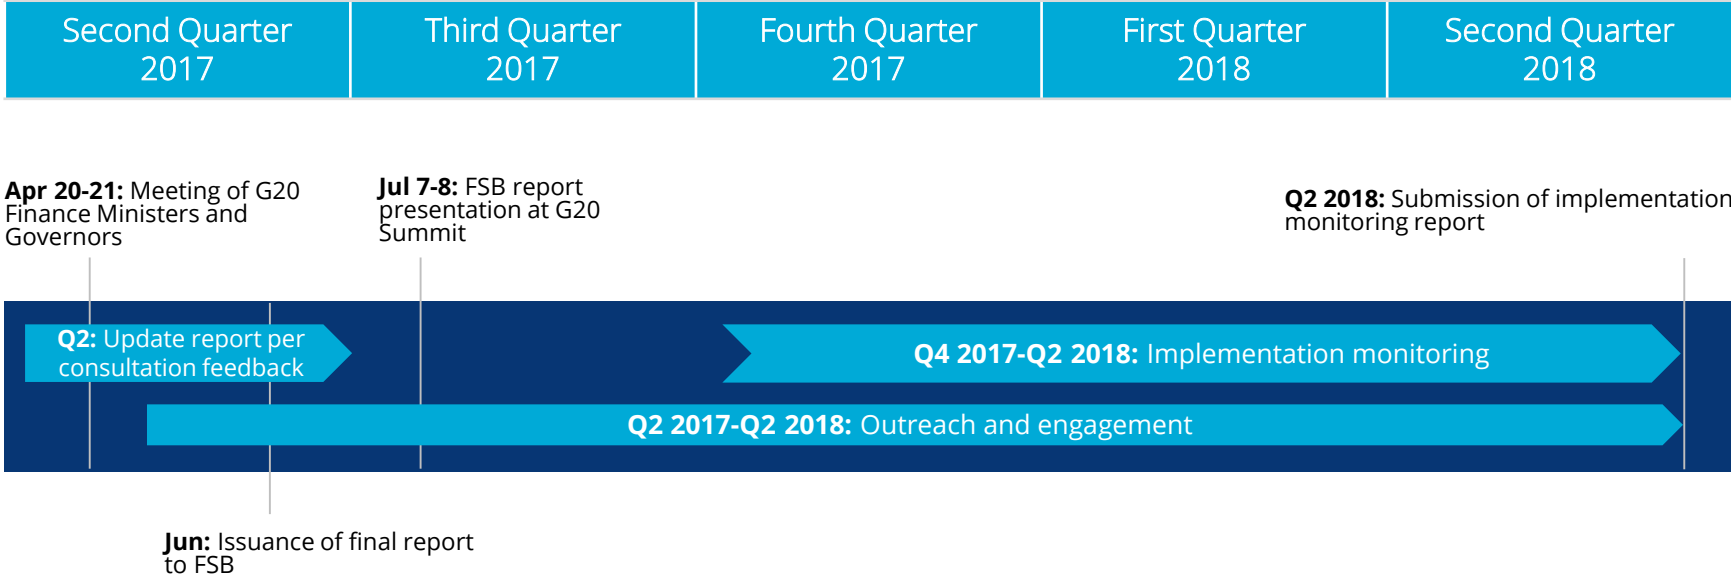 Second Quarter
2017
Third Quarter
2017
Fourth Quarter
2017
First Quarter
2018
Second Quarter
2018
Apr 20-21: Meeting of G20
Finance Ministers and
Governors
Jul 7-8: FSB report
presentation at G20
Summit
Q2 2018: Submission of implementation
monitoring report
Q2: Update report per
consultation feedback
Q4 2017-Q2 2018: Implementation monitoring
Q2 2017-Q2 2018: Outreach and engagement
Jun: Issuance of final report
to FSB